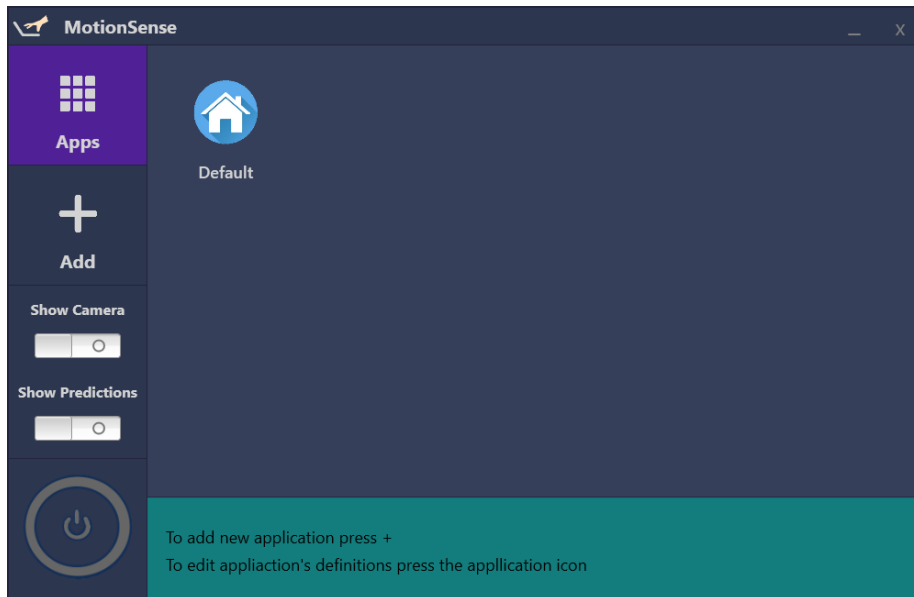 MotionSense
Apps
Default
Add
Show Camera
Show Predictions
To add new application press +
To edit appliaction's definitions press the appllication icon